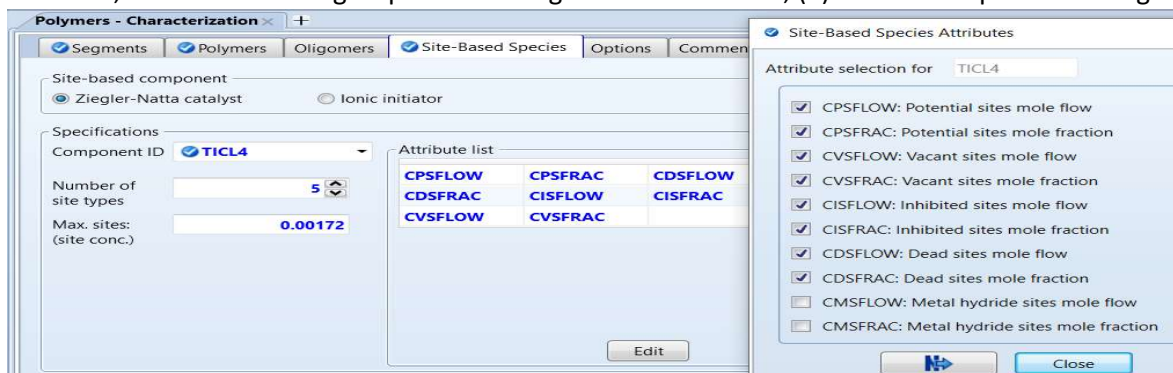 Polymers - Characterization × +
Segments Polymers Oligomers Site-Based Species Options Commen
Site-based component
Ziegler-Natta catalyst Ionic initiator
Specifications
Component ID TICL4
Number of site types 5
Max. sites: (site conc.) 0.00172
Attribute list
CPSFLOW CPSFRAC CDSFLOW
CDSFRAC CISFLOW CISFRAC
CVSFLOW CVSFRAC
Edit
Site-Based Species Attributes
Attribute selection for TICL4
CPSFLOW: Potential sites mole flow
CPSFRAC: Potential sites mole fraction
CVSFLOW: Vacant sites mole flow
CVSFRAC: Vacant sites mole fraction
CISFLOW: Inhibited sites mole flow
CISFRAC: Inhibited sites mole fraction
CDSFLOW: Dead sites mole flow
CDSFRAC: Dead sites mole fraction
CMSFLOW: Metal hydride sites mole flow
CMSFRAC: Metal hydride sites mole fraction
N
Close